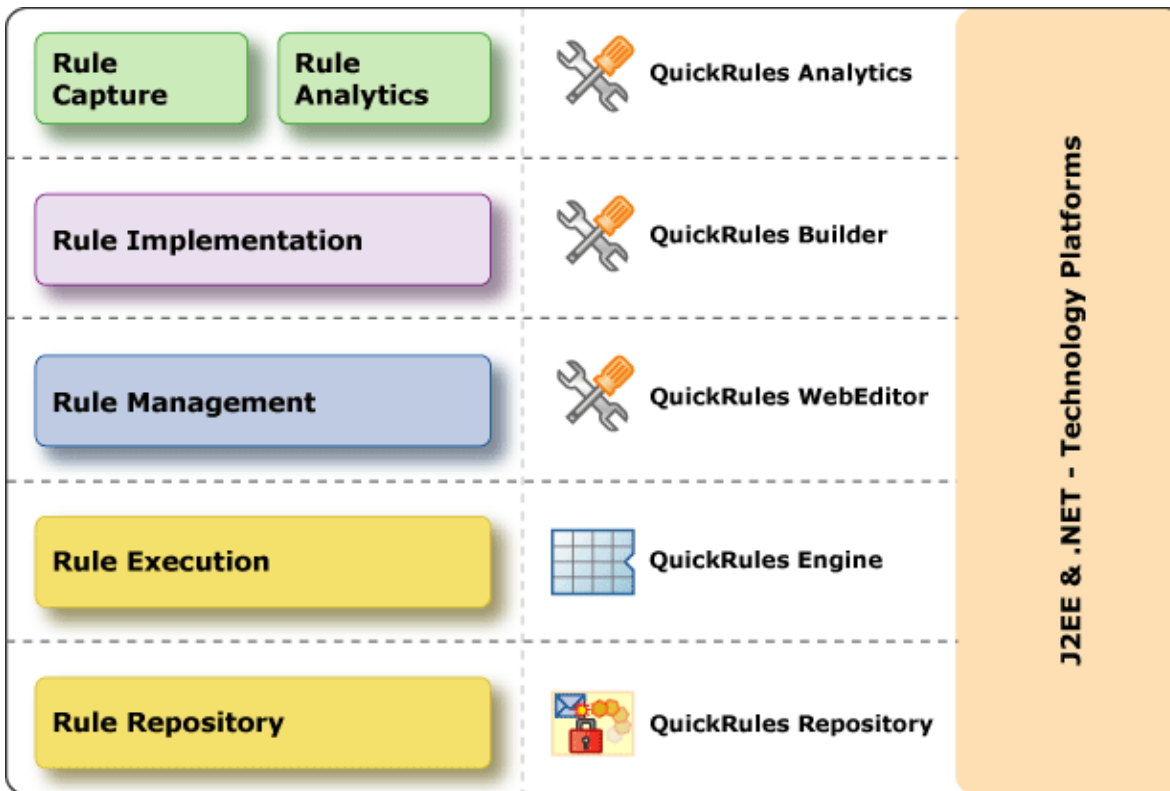 Rule
Capture
Rule
Analytics
QuickRules Analytics
Rule Implementation
QuickRules Builder
Rule Management
QuickRules WebEditor
Rule Execution
QuickRules Engine
Rule Repository
QuickRules Repository
J2EE & .NET - Technology Platforms